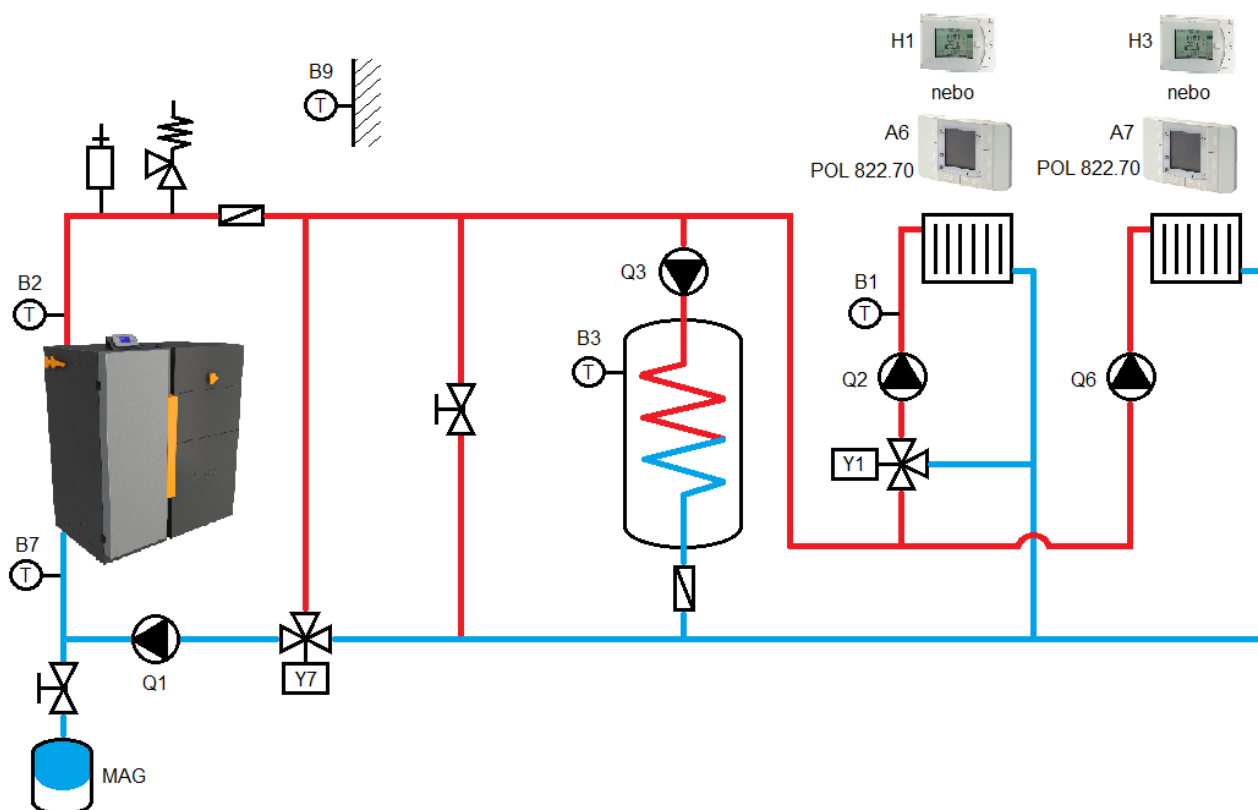 H1
H3
B9
T
nebo
nebo
A6
A7
POL 822.70
POL 822.70
Q3
B2
T
B1
T
B3
T
Q2
Q6
Y1
B7
T
Q1
Y7
MAG